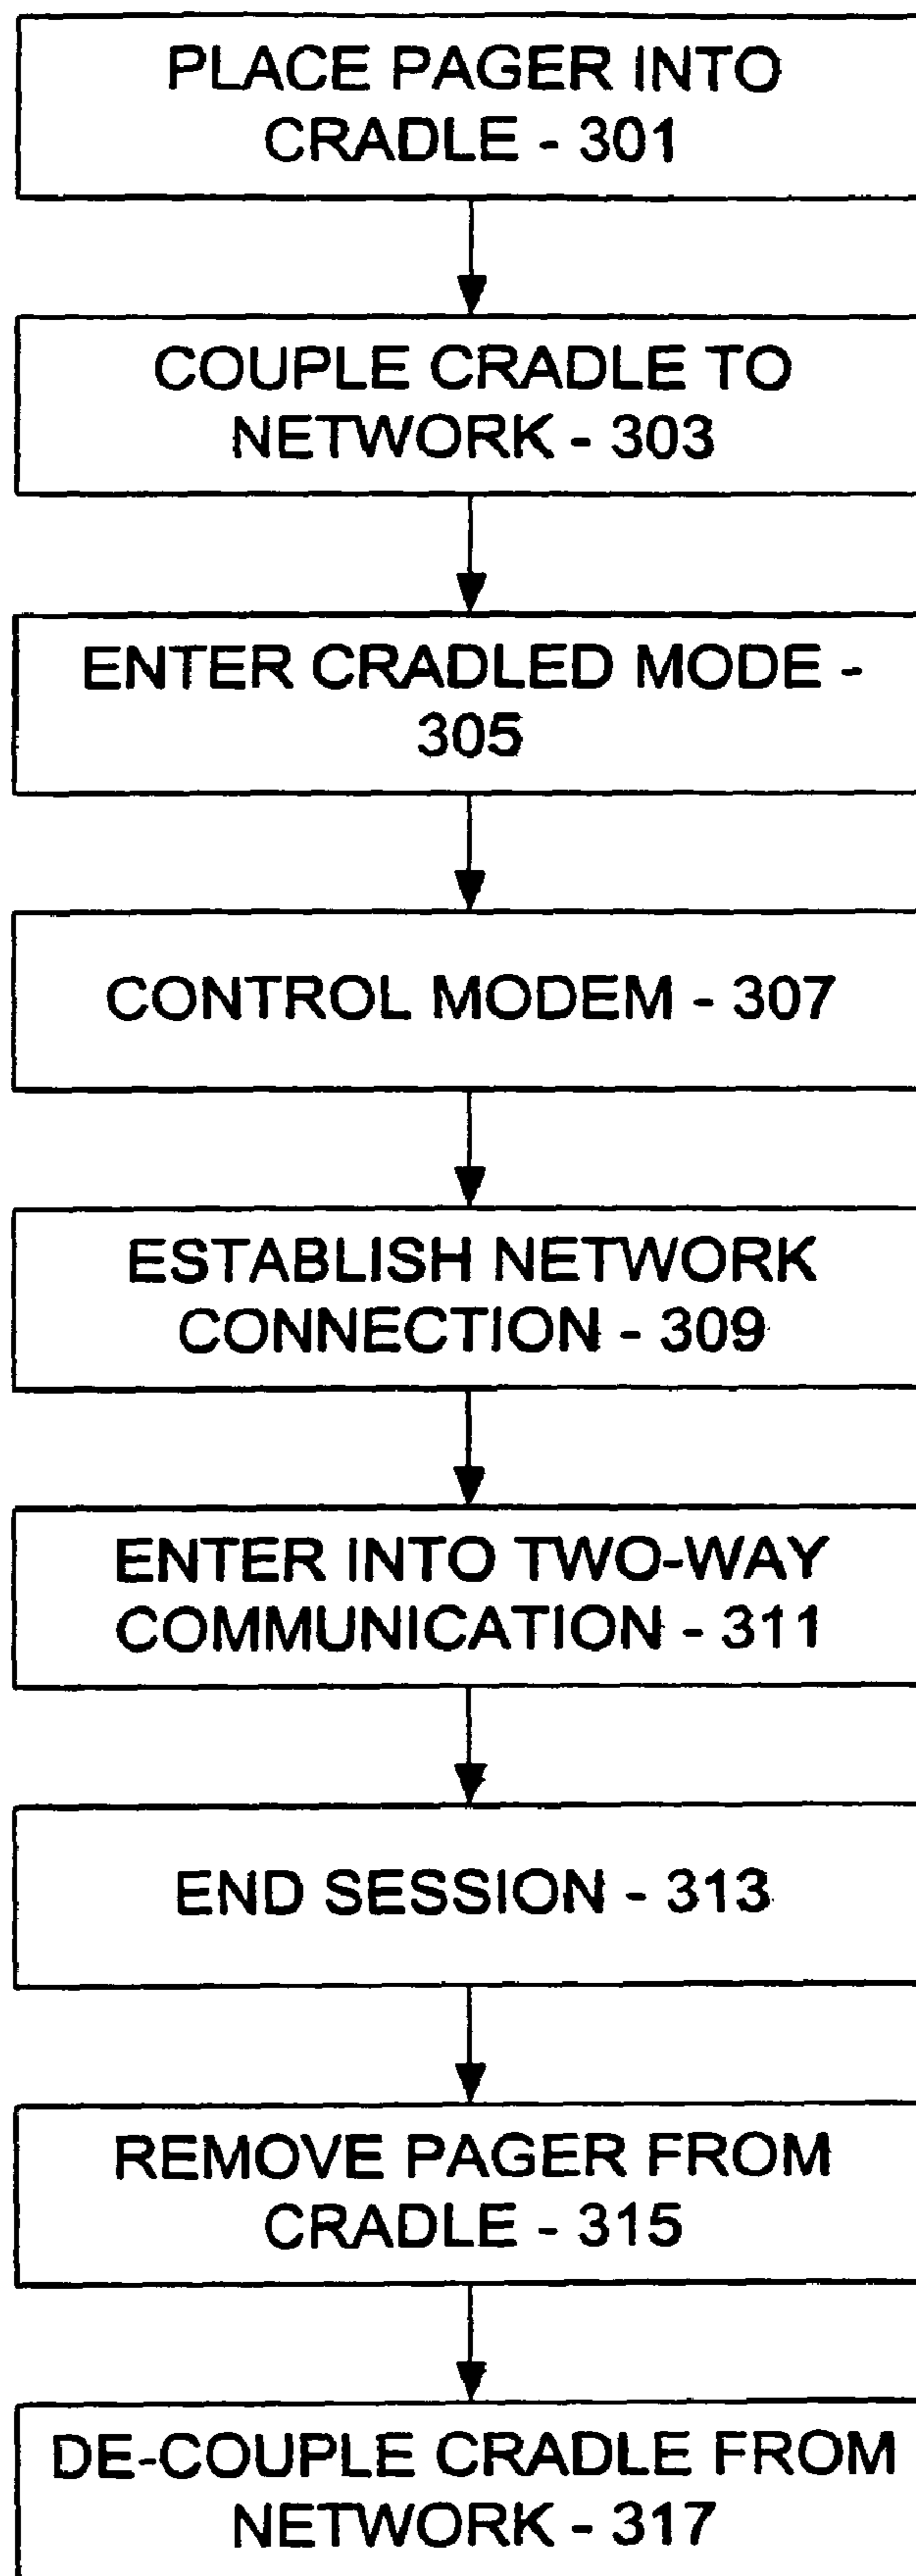 PLACE PAGER INTO
CRADLE - 301
COUPLE CRADLE TO
NETWORK - 303
ENTER CRADLED MODE -
305
CONTROL MODEM - 307
ESTABLISH NETWORK
CONNECTION - 309
ENTER INTO TWO-WAY
COMMUNICATION - 311
END SESSION - 313
REMOVE PAGER FROM
CRADLE - 315
DE-COUPLE CRADLE FROM
NETWORK - 317